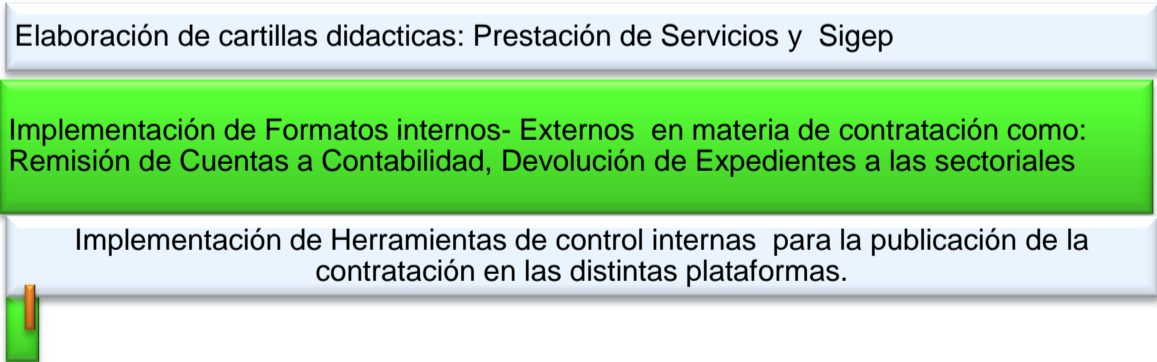 Elaboración de cartillas didacticas: Prestación de Servicios y Sigep
Implementación de Formatos internos- Externos en materia de contratación como:
Remisión de Cuentas a Contabilidad, Devolución de Expedientes a las sectoriales
Implementación de Herramientas de control internas para la publicación de la
contratación en las distintas plataformas.